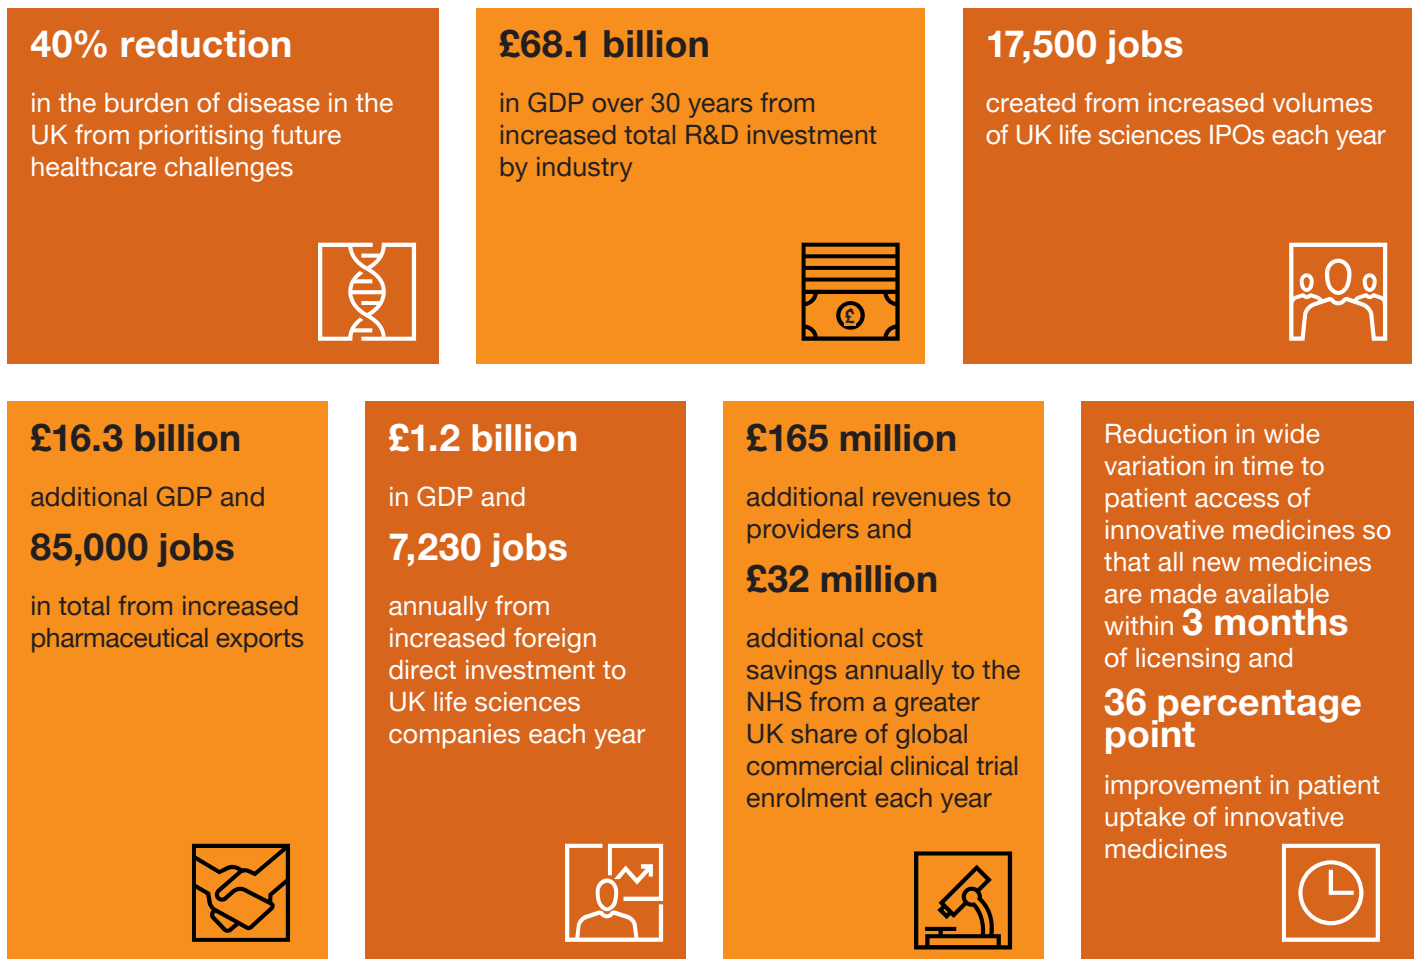 40% reduction
in the burden of disease in the
UK from prioritising future
healthcare challenges
£68.1 billion
in GDP over 30 years from
increased total R&D investment
by industry
£
17,500 jobs
created from increased volumes
of UK life sciences IPOs each year
£16.3 billion
additional GDP and
85,000 jobs
in total from increased
pharmaceutical exports
£1.2 billion
in GDP and
7,230 jobs
annually from
increased foreign
direct investment to
UK life sciences
companies each year
£165 million
additional revenues to
providers and
£32 million
additional cost
savings annually to the
NHS from a greater
UK share of global
commercial clinical trial
enrolment each year
Reduction in wide
variation in time to
patient access of
innovative medicines so
that all new medicines
are made available
within 3 months
of licensing and
36 percentage
point
improvement in patient
uptake of innovative
medicines